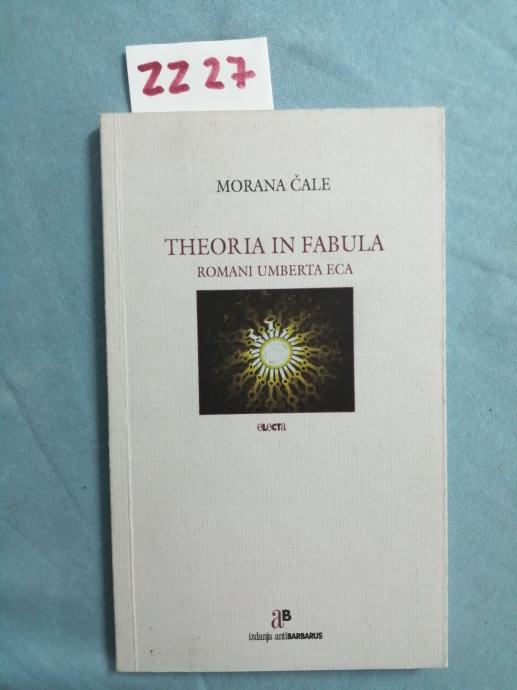 ZZ 27
MORANA ČALE
THEORIA IN FABULA
ROMANI UMBERTA ECA
eLECTa
aB
izdanja antiBARBARUS